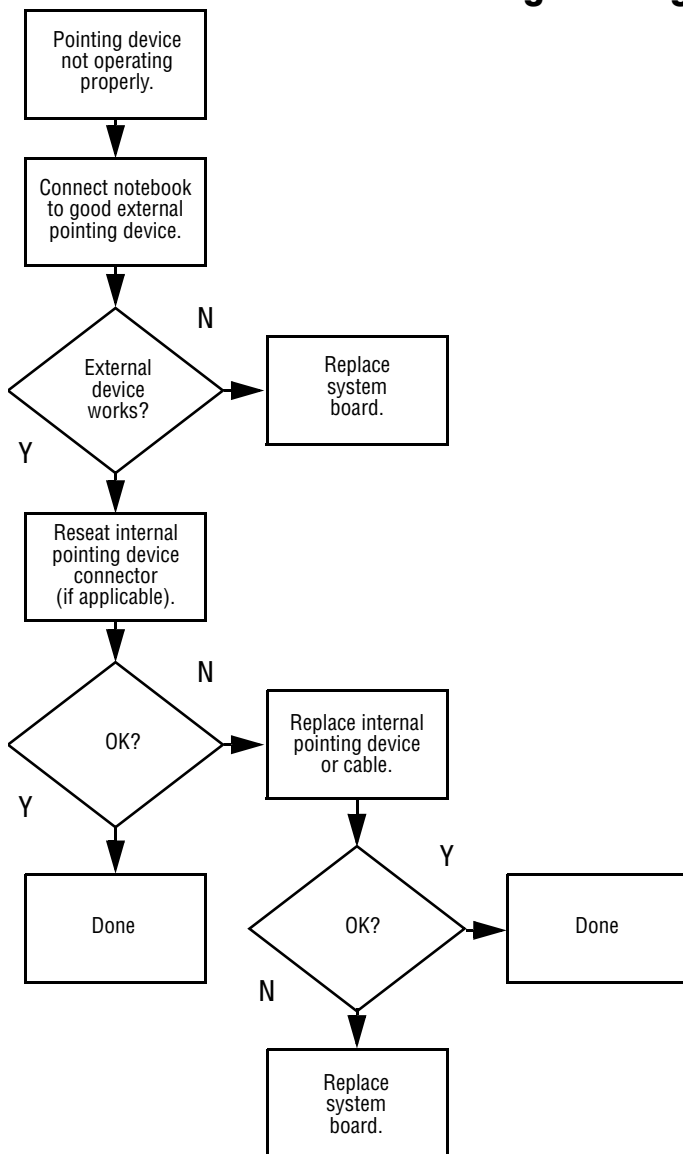 Pointing device
not operating
properly.
Connect notebook
to good external
pointing device.
N
External
device
works?
Replace
system
board.
Y
Reseat internal
pointing device
connector
(if applicable).
N
OK?
Replace internal
pointing device
or cable.
Y
Y
Done
OK?
Done
N
Replace
system
board.